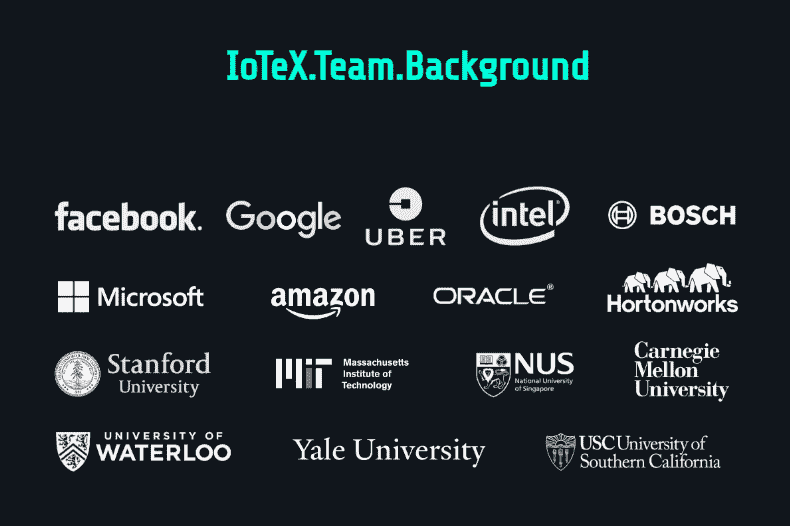 IoTeX.Team.Background
facebook.
Google
UBER
intel®
BOSCH
Microsoft
amazon
ORACLE®
Hortonworks
Stanford
University
MIT
Massachusetts
Institute of
Technology
NUS
National University
of Singapore
Carnegie
Mellon
University
UNIVERSITY OF
WATERLOO
Yale University
USC University of
Southern California